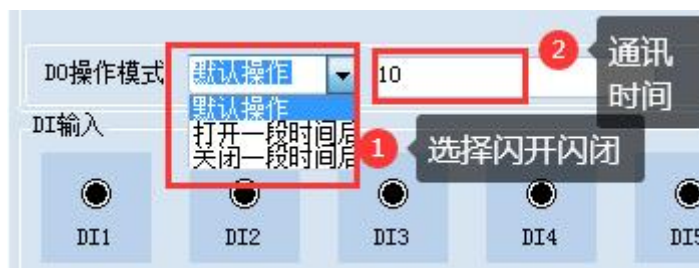 DO操作模式
默认操作
10
2
通讯
时间
默认操作
打开一段时间后
关闭一段时间后
DI输入
1
选择闪开闪闭
DI1
DI2
DI3
DI4
DI5